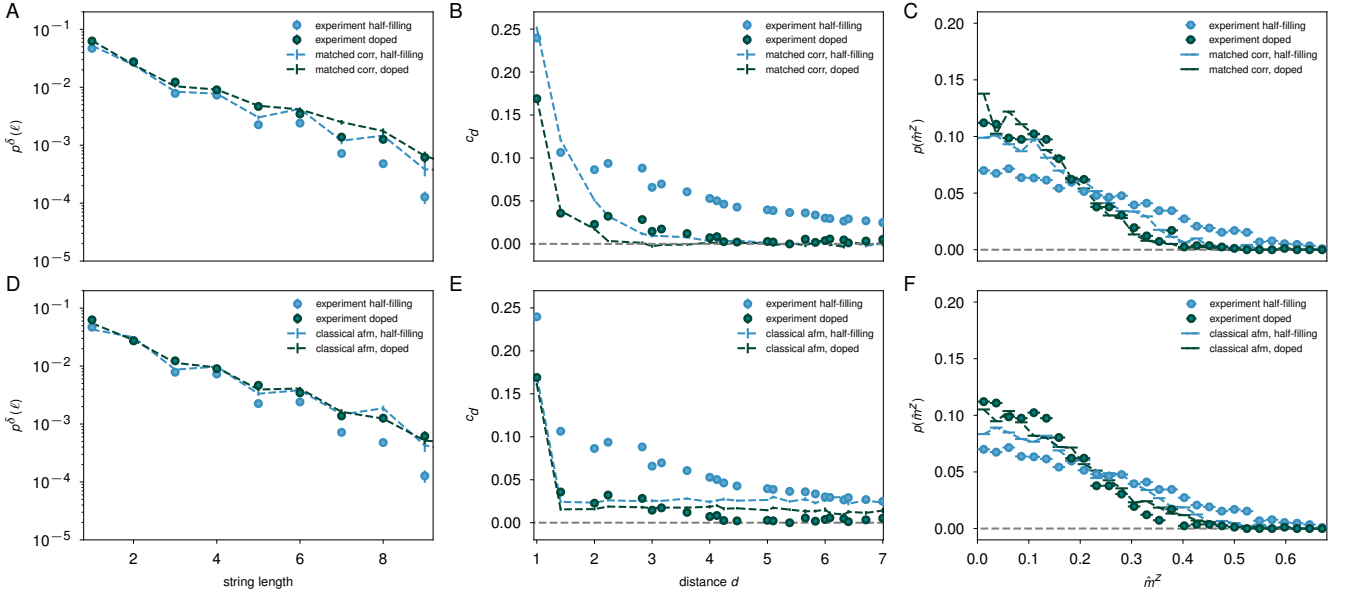 A
10⁻¹
10⁻²
10⁻³
10⁻⁴
10⁻⁵
p^δ(ℓ)
experiment half-filling
experiment doped
matched corr, half-filling
matched corr, doped
B
0.25
0.20
0.15
0.10
0.05
0.00
c_d
experiment half-filling
experiment doped
matched corr, half-filling
matched corr, doped
C
0.20
0.15
0.10
0.05
0.00
p(m̂ᶻ)
experiment half-filling
experiment doped
matched corr, half-filling
matched corr, doped
D
10⁻¹
10⁻²
10⁻³
10⁻⁴
10⁻⁵
p^δ(ℓ)
experiment half-filling
experiment doped
classical afm, half-filling
classical afm, doped
2 4 6 8
string length
E
0.25
0.20
0.15
0.10
0.05
0.00
c_d
experiment half-filling
experiment doped
classical afm, half-filling
classical afm, doped
1 2 3 4 5 6 7
distance d
F
0.20
0.15
0.10
0.05
0.00
p(m̂ᶻ)
experiment half-filling
experiment doped
classical afm, half-filling
classical afm, doped
0.0 0.1 0.2 0.3 0.4 0.5 0.6
m̂ᶻ